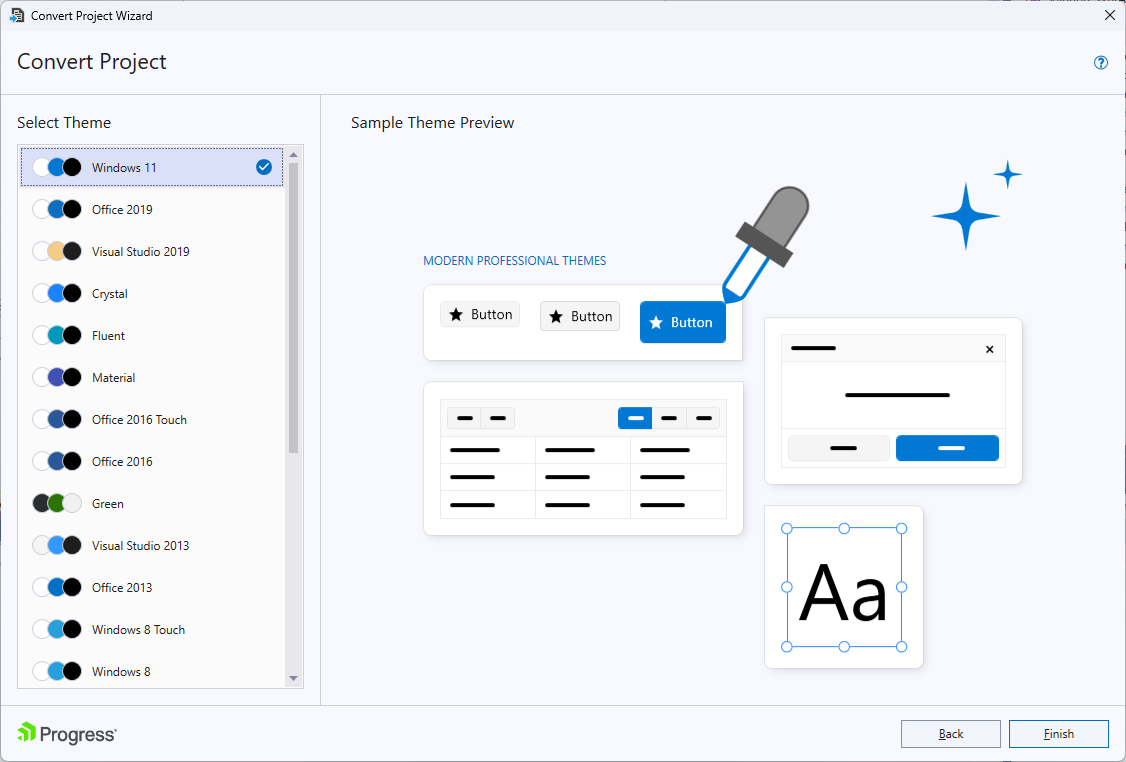 Convert Project Wizard
Convert Project
Select Theme
Windows 11
Office 2019
Visual Studio 2019
Crystal
Fluent
Material
Office 2016 Touch
Office 2016
Green
Visual Studio 2013
Office 2013
Windows 8 Touch
Windows 8
Sample Theme Preview
MODERN PROFESSIONAL THEMES
Button
Button
Button
Aa
Progress
Back
Finish